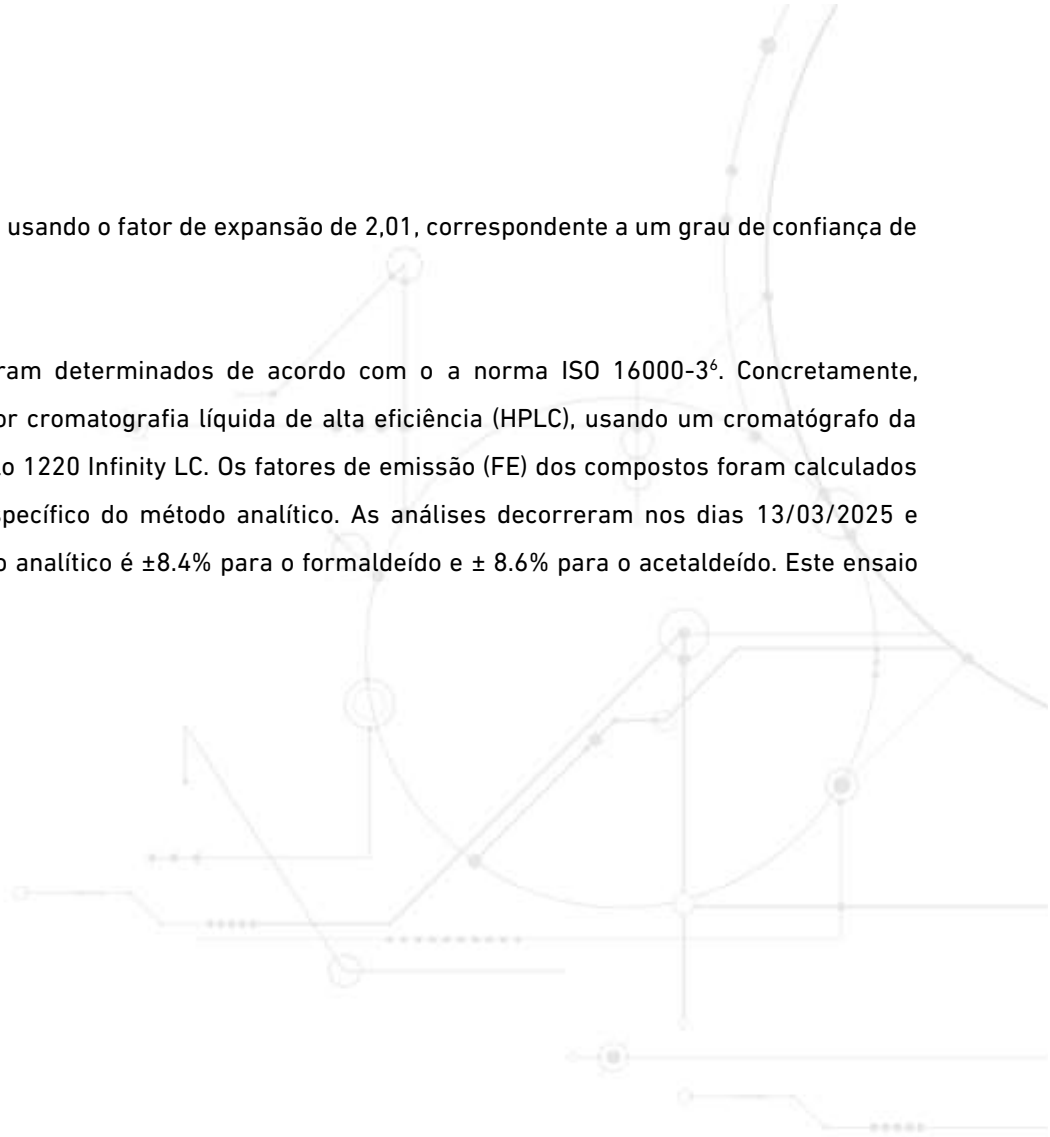 usando o fator de expansão de 2,01, correspondente a um grau de confiança de
determinados de acordo com o a norma ISO 16000-3⁶. Concretamente,
cromatografia líquida de alta eficiência (HPLC), usando um cromatógrafo da
1220 Infinity LC. Os fatores de emissão (FE) dos compostos foram calculados
do método analítico. As análises decorreram nos dias 13/03/2025 e
analítico é ±8.4% para o formaldeído e ± 8.6% para o acetaldeído. Este ensaio